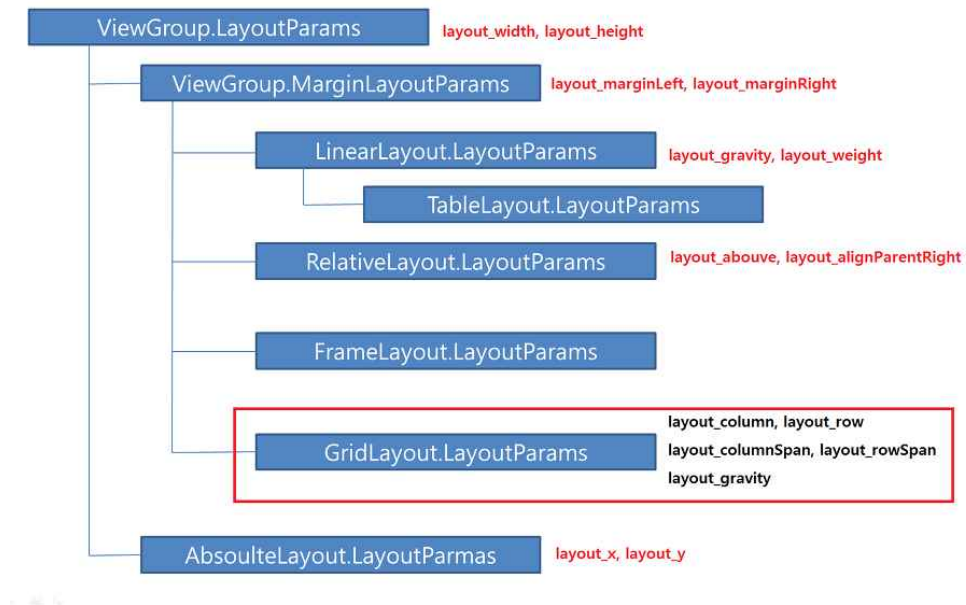 ViewGroup.LayoutParams
layout_width, layout_height
ViewGroup.MarginLayoutParams
layout_marginLeft, layout_marginRight
LinearLayout.LayoutParams
layout_gravity, layout_weight
TableLayout.LayoutParams
RelativeLayout.LayoutParams
layout_abouve, layout_alignParentRight
FrameLayout.LayoutParams
GridLayout.LayoutParams
layout_column, layout_row
layout_columnSpan, layout_rowSpan
layout_gravity
AbsoulteLayout.LayoutParmas
layout_x, layout_y